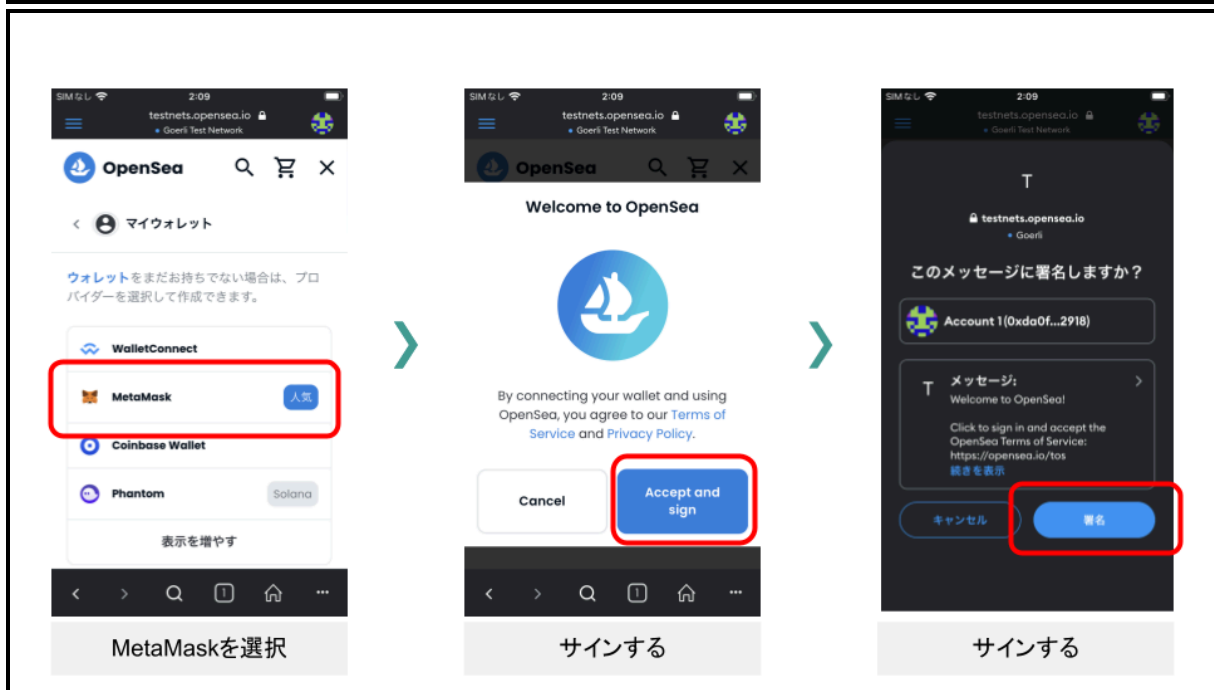 SIMなし 2:09
testnets.opensea.io
Goerli Test Network
OpenSea
マイウォレット
ウォレットをまだお持ちでない場合は、プロ
バイダーを選択して作成できます。
WalletConnect
MetaMask 人気
Coinbase Wallet
Phantom Solana
表示を増やす
1
MetaMaskを選択
SIMなし 2:09
testnets.opensea.io
Goerli Test Network
OpenSea
Welcome to OpenSea
By connecting your wallet and using
OpenSea, you agree to our Terms of
Service and Privacy Policy.
Cancel
Accept and
sign
1
サインする
SIMなし 2:09
testnets.opensea.io
Goerli Test Network
T
testnets.opensea.io
Goerli
このメッセージに署名しますか？
Account 1(0xda0f...2918)
T
メッセージ:
Welcome to OpenSea!
Click to sign in and accept the
OpenSea Terms of Service:
https://opensea.io/tos
続きを表示
キャンセル 署名
サインする